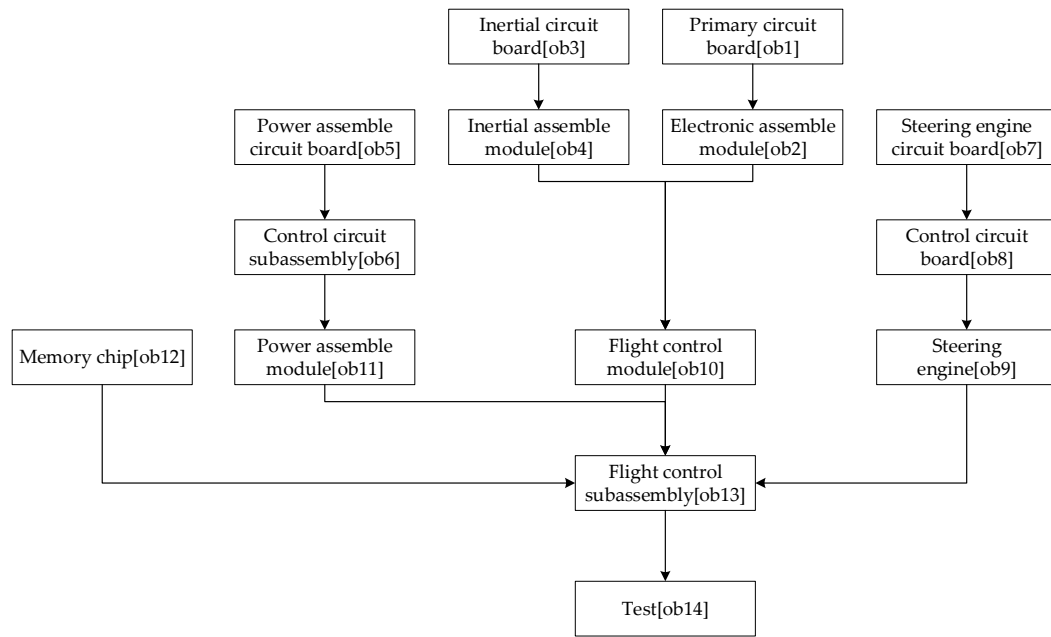 Inertial circuit
board[ob3]
Primary circuit
board[ob1]
Power assemble
circuit board[ob5]
Inertial assemble
module[ob4]
Electronic assemble
module[ob2]
Steering engine
circuit board[ob7]
Control circuit
subassembly[ob6]
Control circuit
board[ob8]
Memory chip[ob12]
Power assemble
module[ob11]
Flight control
module[ob10]
Steering
engine[ob9]
Flight control
subassembly[ob13]
Test[ob14]